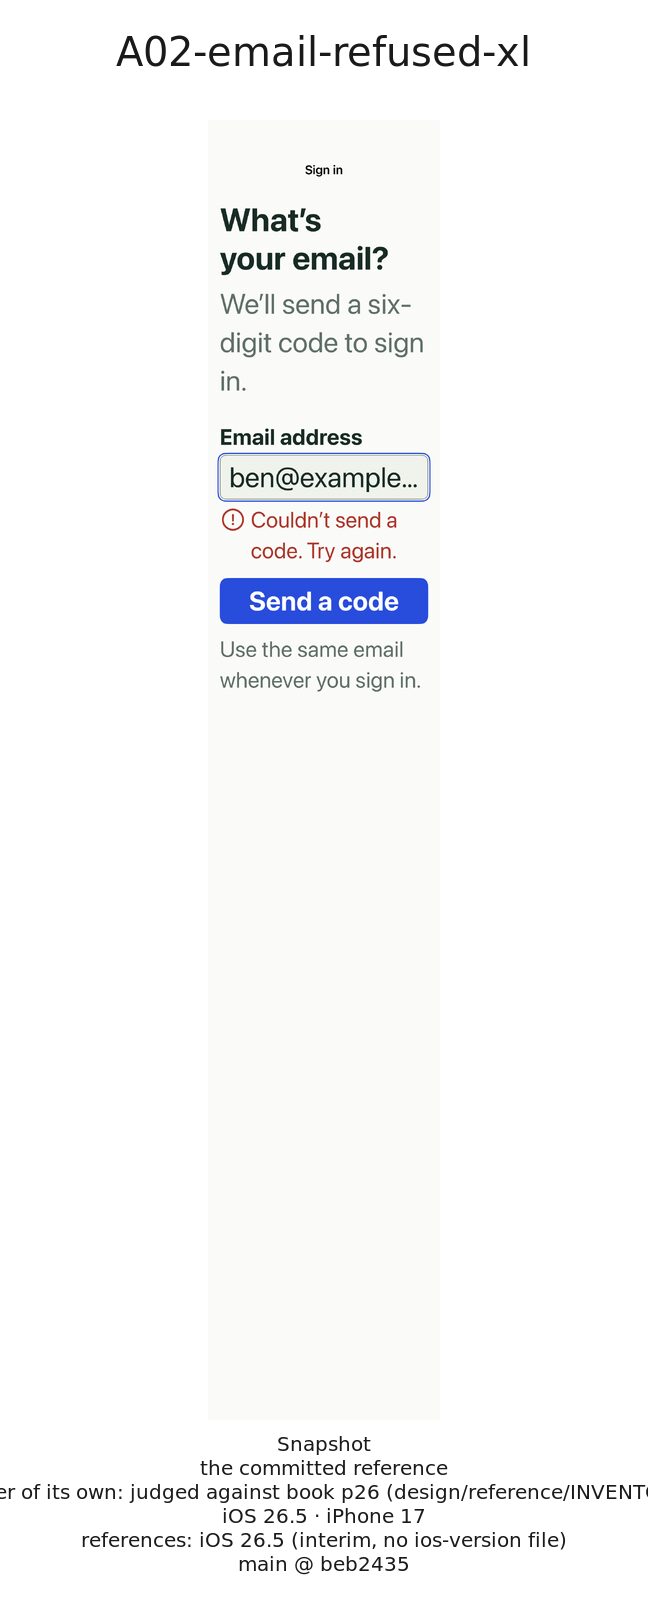 A02-email-refused-xl
Sign in
What’s
your email?
We’ll send a six-
digit code to sign
in.
Email address
ben@example…
Couldn’t send a
code. Try again.
Send a code
Use the same email
whenever you sign in.
Snapshot
the committed reference
of its own: judged against book p26 (design/reference/
iOS 26.5 · iPhone 17
references: iOS 26.5 (interim, no ios-version file)
main @ beb2435